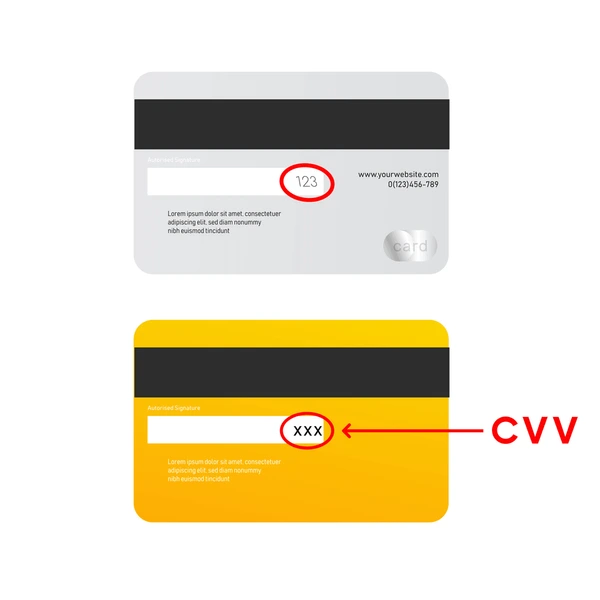 Autorised Signature
123
www.yourwebsite.com
0(123)456-789
Lorem ipsum dolor sit amet, consectetuer
adipiscing elit, sed diam nonummy
nibh euismod tincidunt
card
Autorised Signature
XXX
CVV
Lorem ipsum dolor sit amet, consectetuer
adipiscing elit, sed diam nonummy
nibh euismod tincidunt